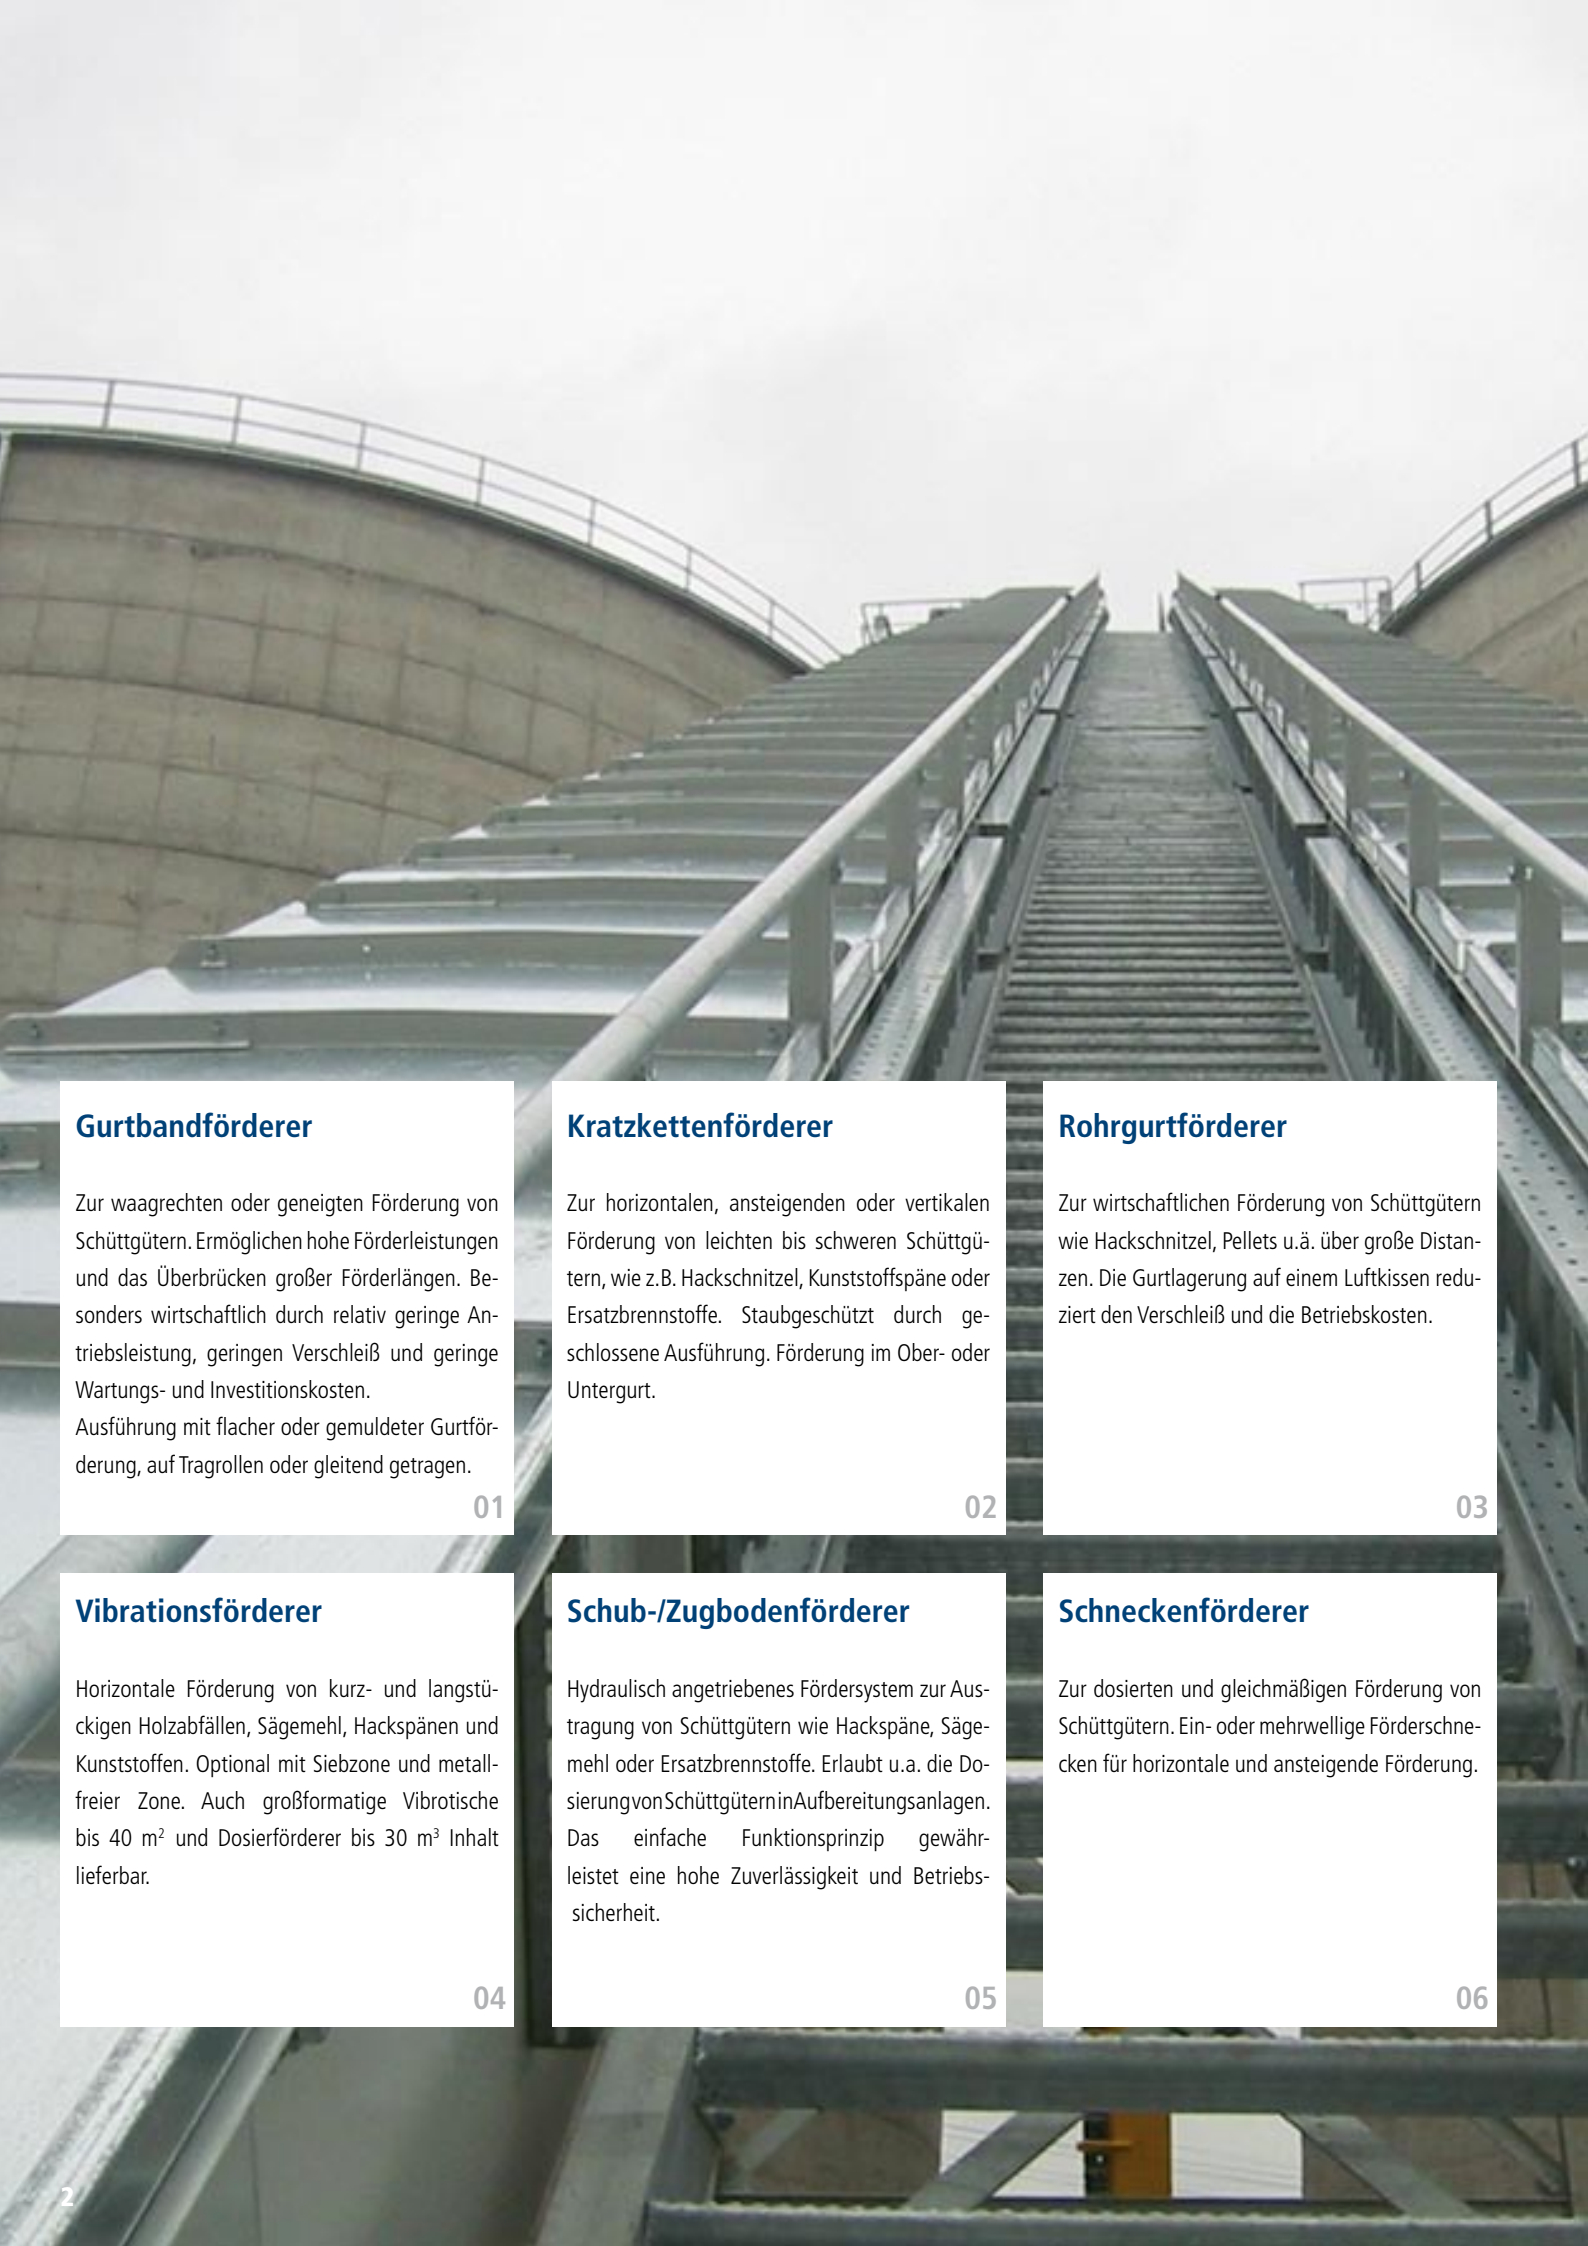 Gurtbandförderer
Zur waagrechten oder geneigten Förderung von
Schüttgütern. Ermöglichen hohe Förderleistungen
und das Überbrücken großer Förderlängen. Be-
sonders wirtschaftlich durch relativ geringe An-
triebsleistung, geringen Verschleiß und geringe
Wartungs- und Investitionskosten.
Ausführung mit flacher oder gemuldeter Gurtför-
derung, auf Tragrollen oder gleitend getragen.
01
Kratzkettenförderer
Zur horizontalen, ansteigenden oder vertikalen
Förderung von leichten bis schweren Schüttgü-
tern, wie z.B. Hackschnitzel, Kunststoffspäne oder
Ersatzbrennstoffe. Staubgeschützt durch ge-
schlossene Ausführung. Förderung im Ober- oder
Untergurt.
02
Rohrgurtförderer
Zur wirtschaftlichen Förderung von Schüttgütern
wie Hackschnitzel, Pellets u.ä. über große Distan-
zen. Die Gurtlagerung auf einem Luftkissen redu-
ziert den Verschleiß und die Betriebskosten.
03
Vibrationsförderer
Horizontale Förderung von kurz- und langstü-
ckigen Holzabfällen, Sägemehl, Hackspänen und
Kunststoffen. Optional mit Siebzone und metall-
freier Zone. Auch großformatige Vibrotische
bis 40 m² und Dosierförderer bis 30 m³ Inhalt
lieferbar.
04
Schub-/Zugbodenförderer
Hydraulisch angetriebenes Fördersystem zur Aus-
tragung von Schüttgütern wie Hackspäne, Säge-
mehl oder Ersatzbrennstoffe. Erlaubt u.a. die Do-
sierung von Schüttgütern in Aufbereitungsanlagen.
Das einfache Funktionsprinzip gewähr-
leistet eine hohe Zuverlässigkeit und Betriebs-
sicherheit.
05
Schneckenförderer
Zur dosierten und gleichmäßigen Förderung von
Schüttgütern. Ein- oder mehrwellige Förderschne-
cken für horizontale und ansteigende Förderung.
06
2